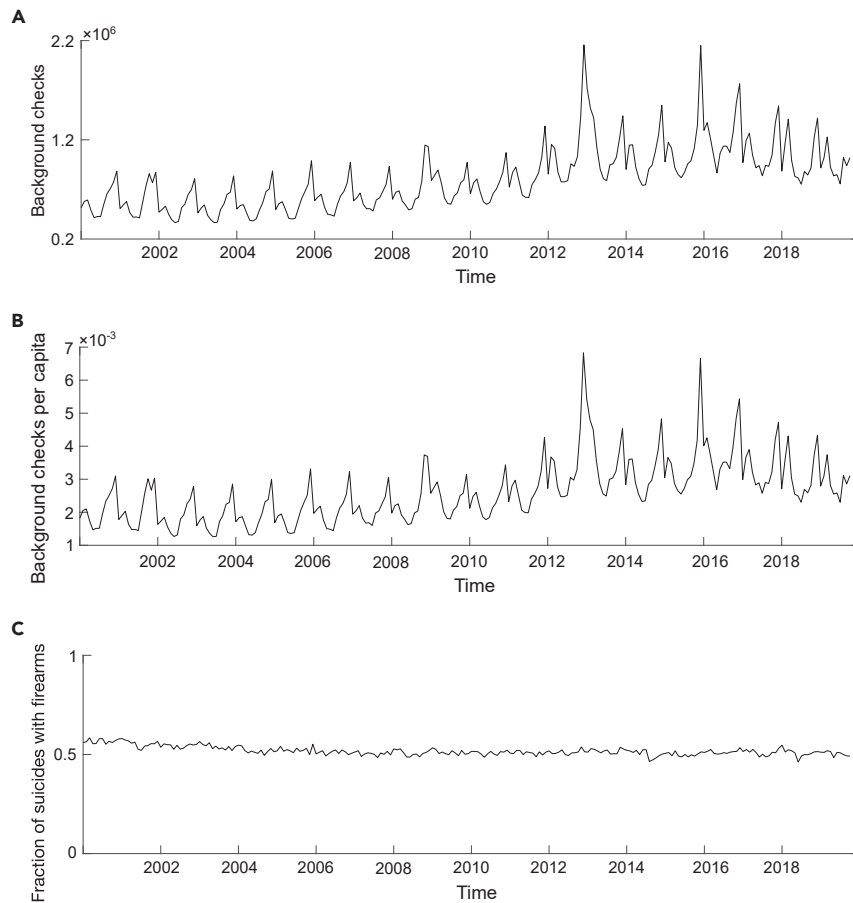 A
×10⁶
2.2
1.2
0.2
Background checks
2002 2004 2006 2008 2010 2012 2014 2016 2018
Time
B
×10⁻³
7
6
5
4
3
2
1
Background checks per capita
2002 2004 2006 2008 2010 2012 2014 2016 2018
Time
C
1
0.5
0
Fraction of suicides with firearms
2002 2004 2006 2008 2010 2012 2014 2016 2018
Time